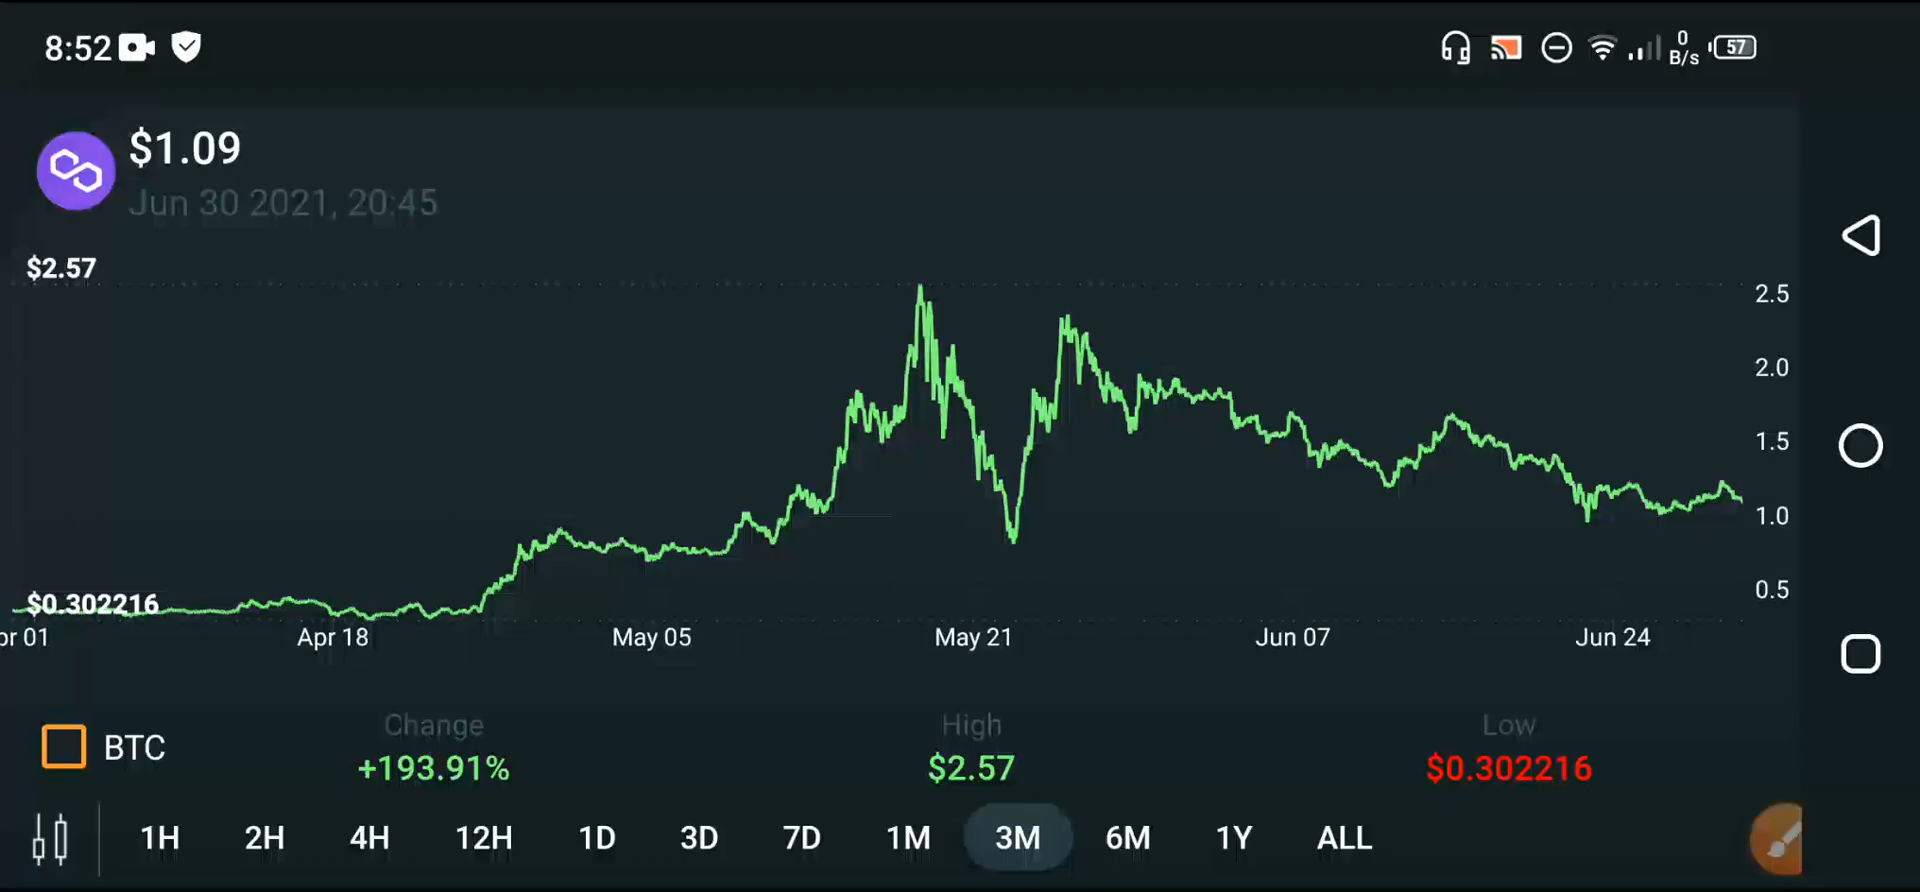 8:52
0
B/s
57
$1.09
Jun 30 2021, 20:45
$2.57
2.5
2.0
1.5
1.0
0.5
$0.302216
pr 01
Apr 18
May 05
May 21
Jun 07
Jun 24
BTC
Change
High
Low
+193.91%
$2.57
$0.302216
1H
2H
4H
12H
1D
3D
7D
1M
3M
6M
1Y
ALL